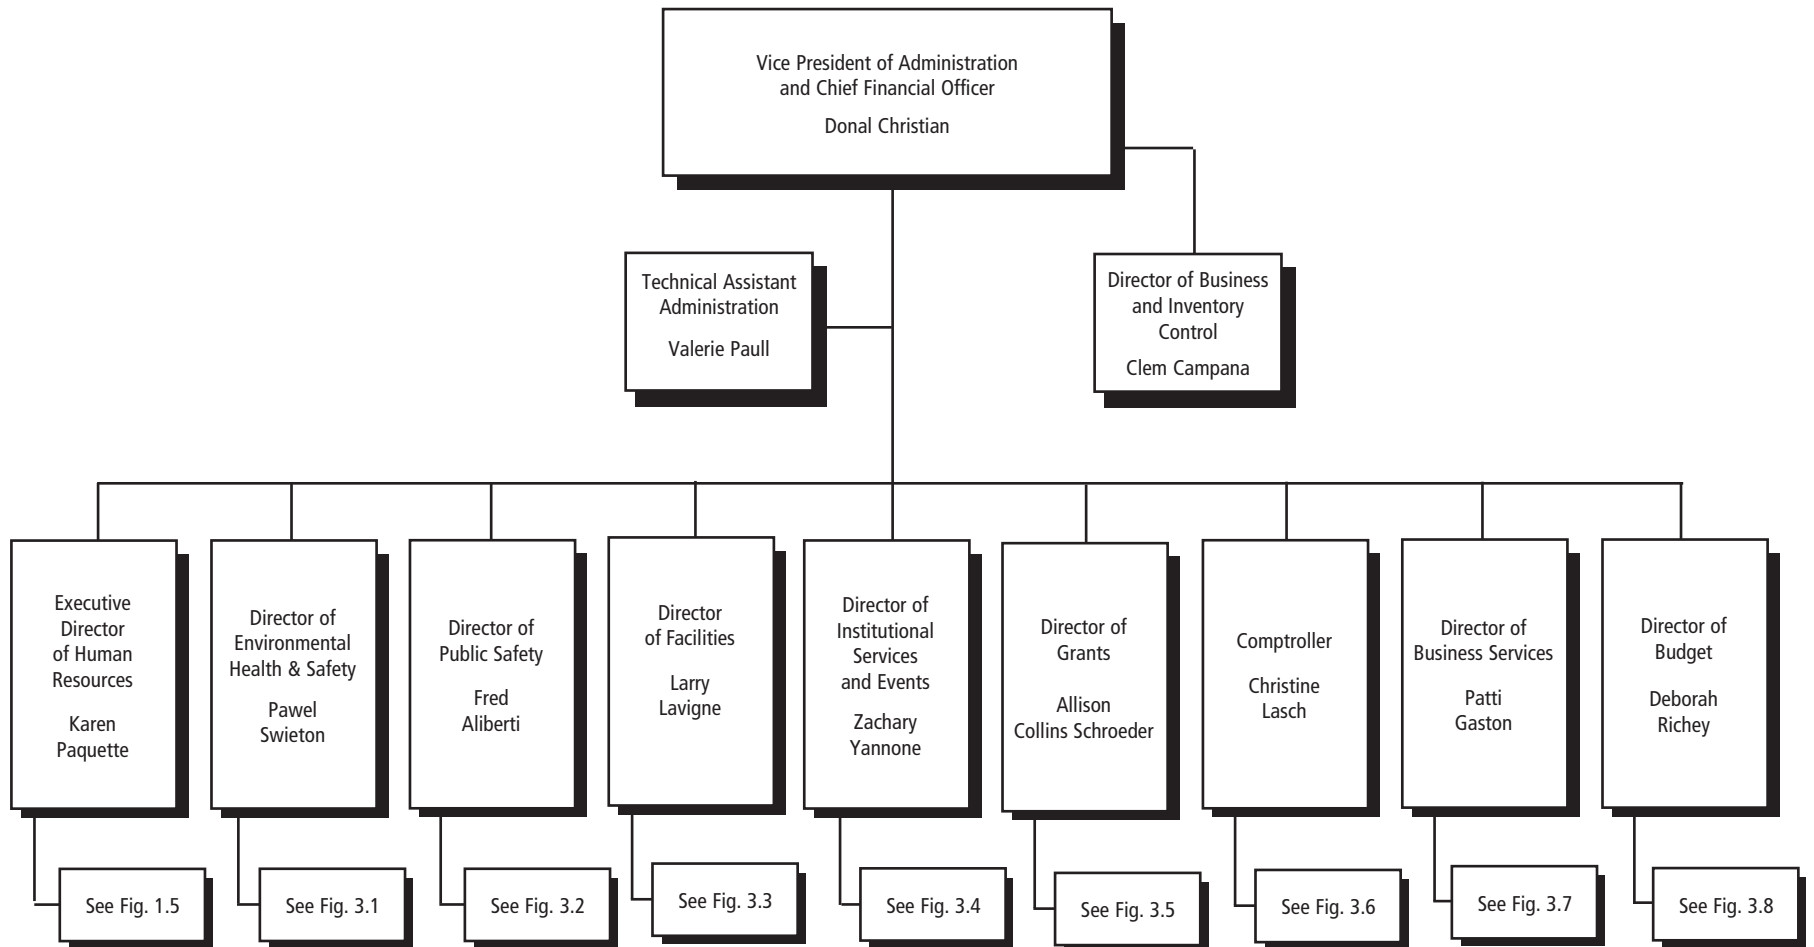 Vice President of Administration
and Chief Financial Officer
Donal Christian
Technical Assistant
Administration
Valerie Paull
Director of Business
and Inventory
Control
Clem Campana
Executive
Director
of Human
Resources
Karen
Paquette
Director of
Environmental
Health & Safety
Pawel
Swieton
Director of
Public Safety
Fred
Aliberti
Director
of Facilities
Larry
Lavigne
Director of
Institutional
Services
and Events
Zachary
Yannone
Director of
Grants
Allison
Collins Schroeder
Comptroller
Christine
Lasch
Director of
Business Services
Patti
Gaston
Director of
Budget
Deborah
Richey
See Fig. 1.5
See Fig. 3.1
See Fig. 3.2
See Fig. 3.3
See Fig. 3.4
See Fig. 3.5
See Fig. 3.6
See Fig. 3.7
See Fig. 3.8